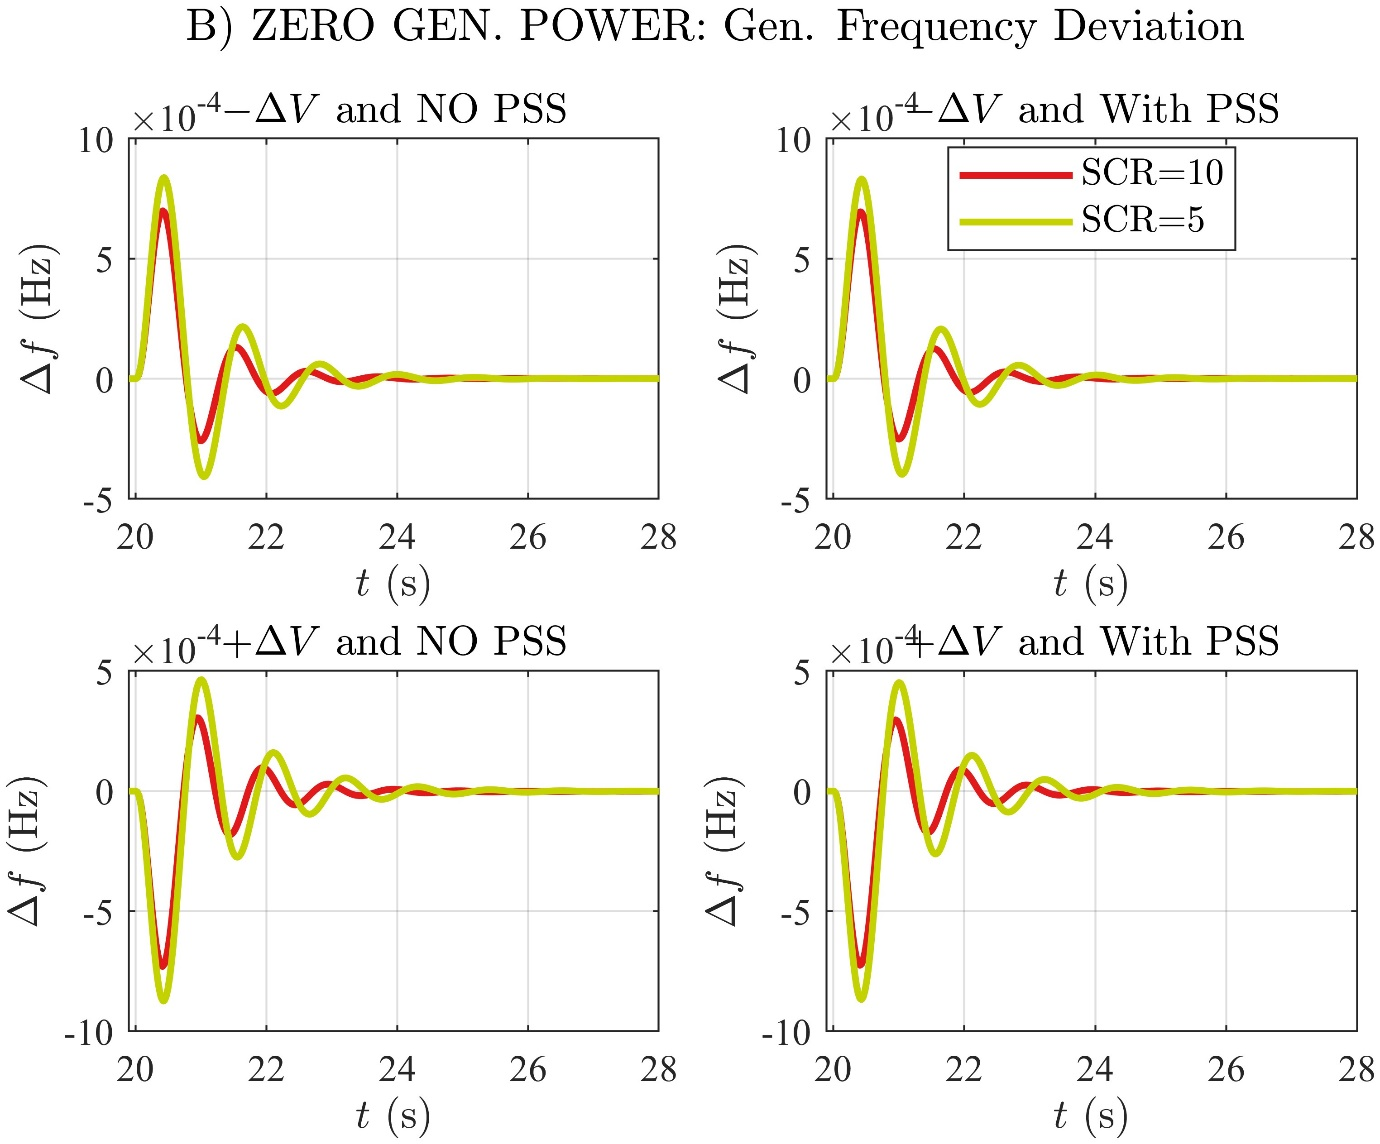 B) ZERO GEN. POWER: Gen. Frequency Deviation
×10-4 −ΔV and NO PSS
10
5
0
-5
20 22 24 26 28
Δf (Hz)
t (s)
×10-4 −ΔV and With PSS
SCR=10
SCR=5
10
5
0
-5
20 22 24 26 28
Δf (Hz)
t (s)
×10-4 +ΔV and NO PSS
5
0
-5
-10
20 22 24 26 28
Δf (Hz)
t (s)
×10-4 +ΔV and With PSS
5
0
-5
-10
20 22 24 26 28
Δf (Hz)
t (s)